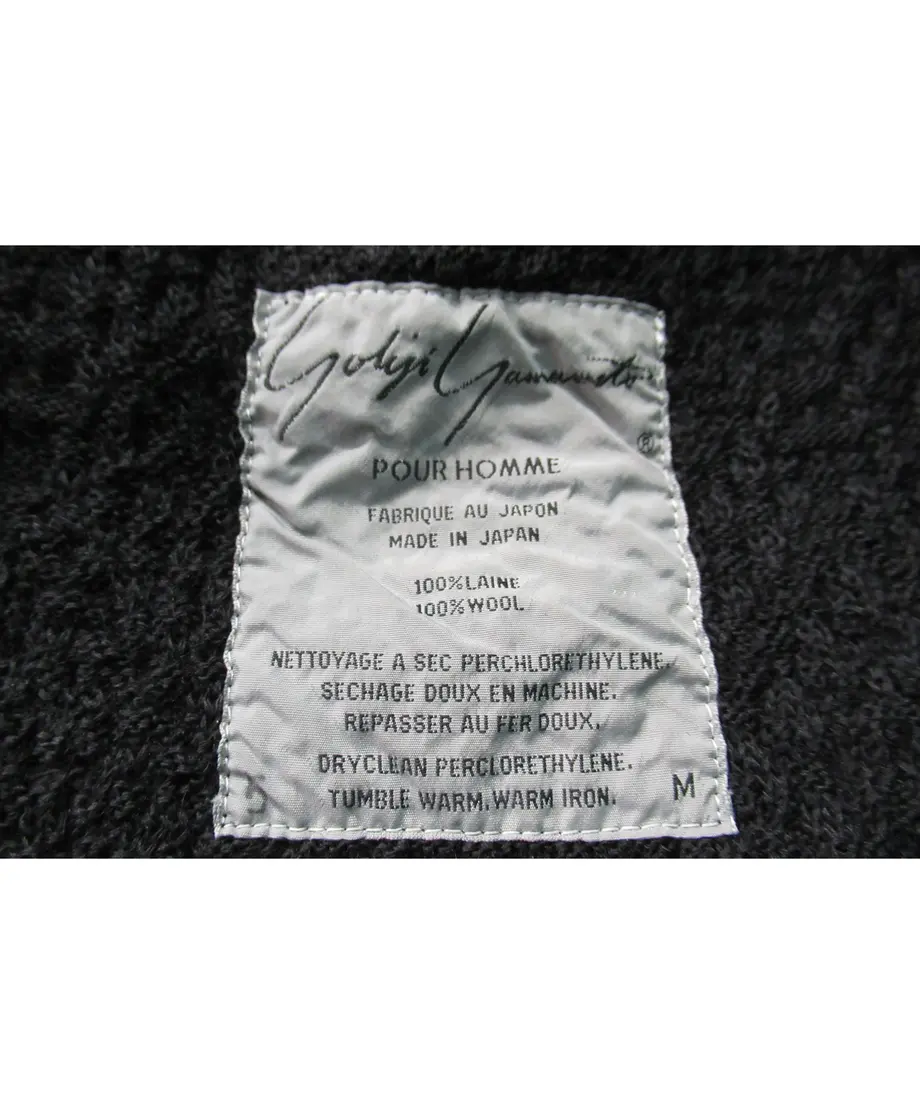 Yohji Yamamoto
®
POUR HOMME
FABRIQUE AU JAPON
MADE IN JAPAN
100%LAINE
100%WOOL
NETTOYAGE A SEC PERCHLORETHYLENE.
SECHAGE DOUX EN MACHINE.
REPASSER AU FER DOUX.
DRYCLEAN PERCLORETHYLENE.
TUMBLE WARM.WARM IRON.
M